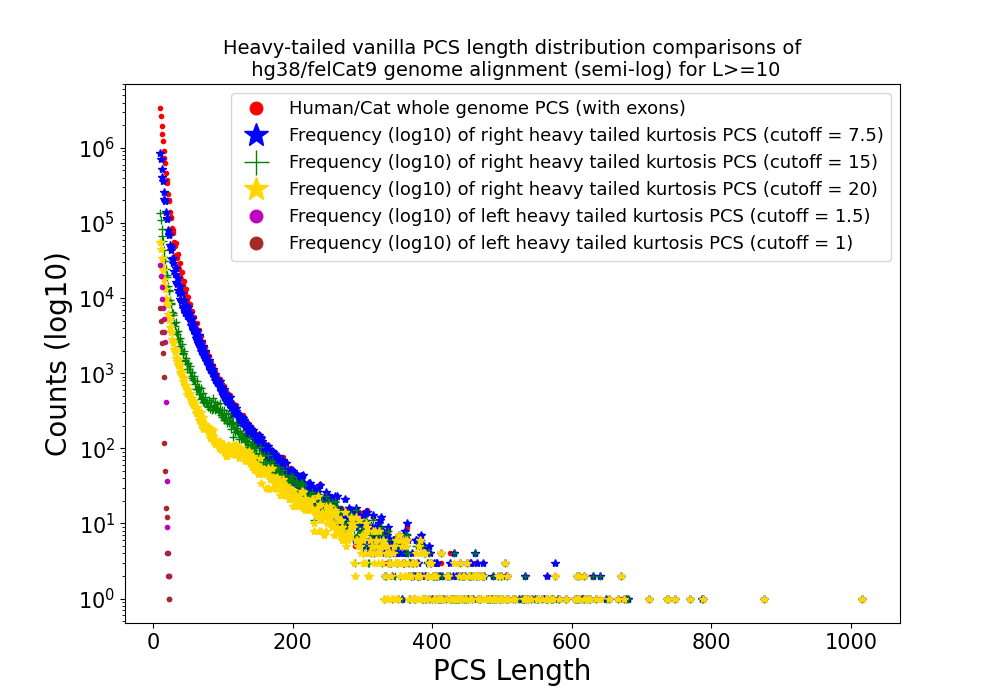 Heavy-tailed vanilla PCS length distribution comparisons of
hg38/felCat9 genome alignment (semi-log) for L>=10
Human/Cat whole genome PCS (with exons)
Frequency (log10) of right heavy tailed kurtosis PCS (cutoff = 7.5)
Frequency (log10) of right heavy tailed kurtosis PCS (cutoff = 15)
Frequency (log10) of right heavy tailed kurtosis PCS (cutoff = 20)
Frequency (log10) of left heavy tailed kurtosis PCS (cutoff = 1.5)
Frequency (log10) of left heavy tailed kurtosis PCS (cutoff = 1)
Counts (log10)
10^6
10^5
10^4
10^3
10^2
10^1
10^0
0 200 400 600 800 1000
PCS Length